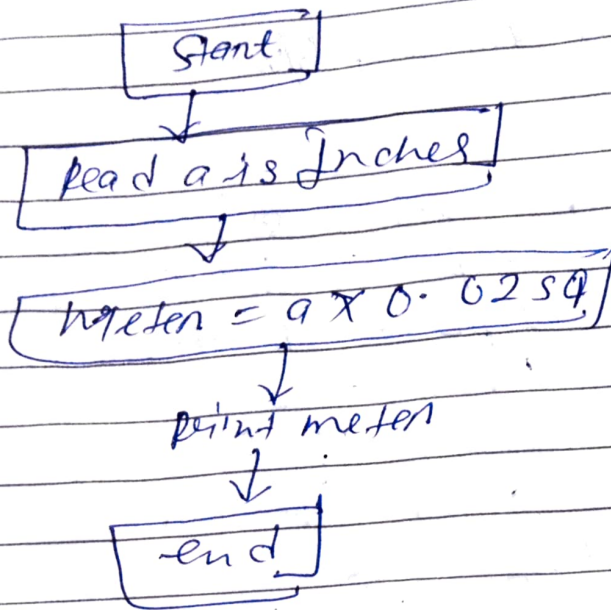 Start
Read a is Inches
meter = a x 0.0254
print meter
end